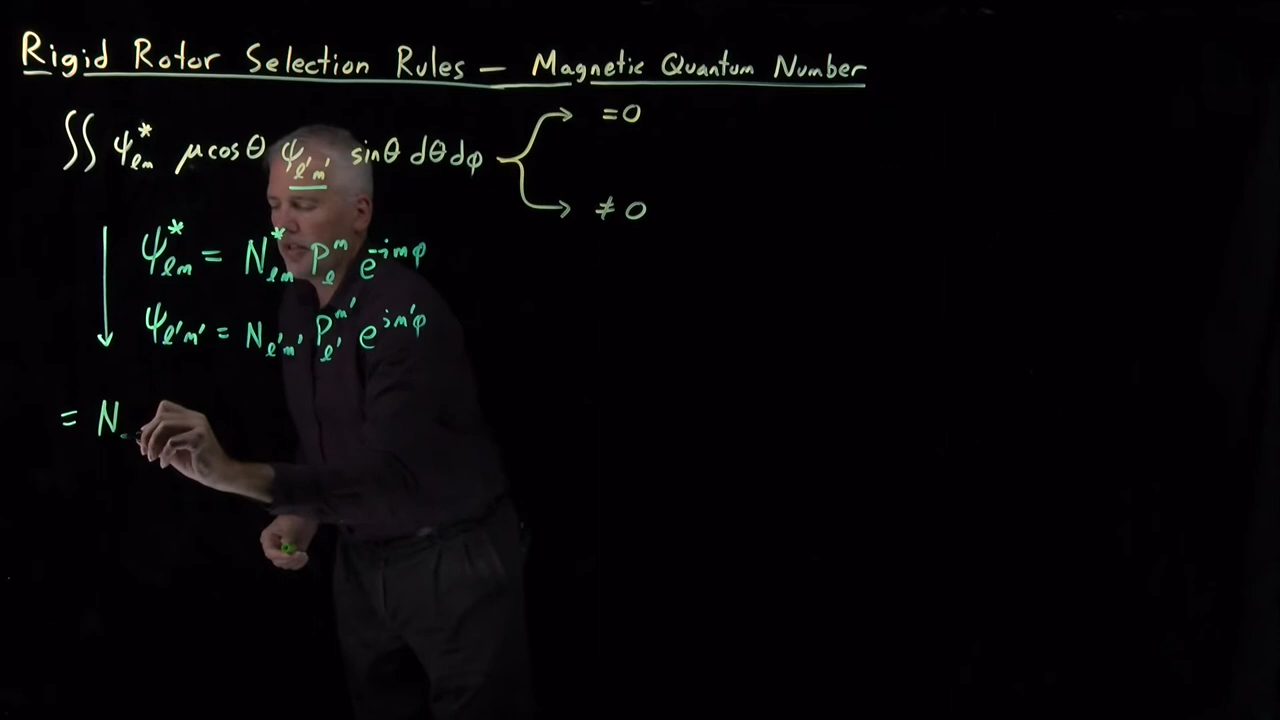 Rigid Rotor Selection Rules — Magnetic Quantum Number
∬ ψ*ₗₘ μ cos θ ψₗ'ₘ' sin θ dθ dφ → = 0
→ ≠ 0
ψ*ₗₘ = N*ₗₘ Pₗᵐ e^{-imφ}
ψₗ'ₘ' = Nₗ'ₘ' Pₗ'ᵐ' e^{im'φ}
= N